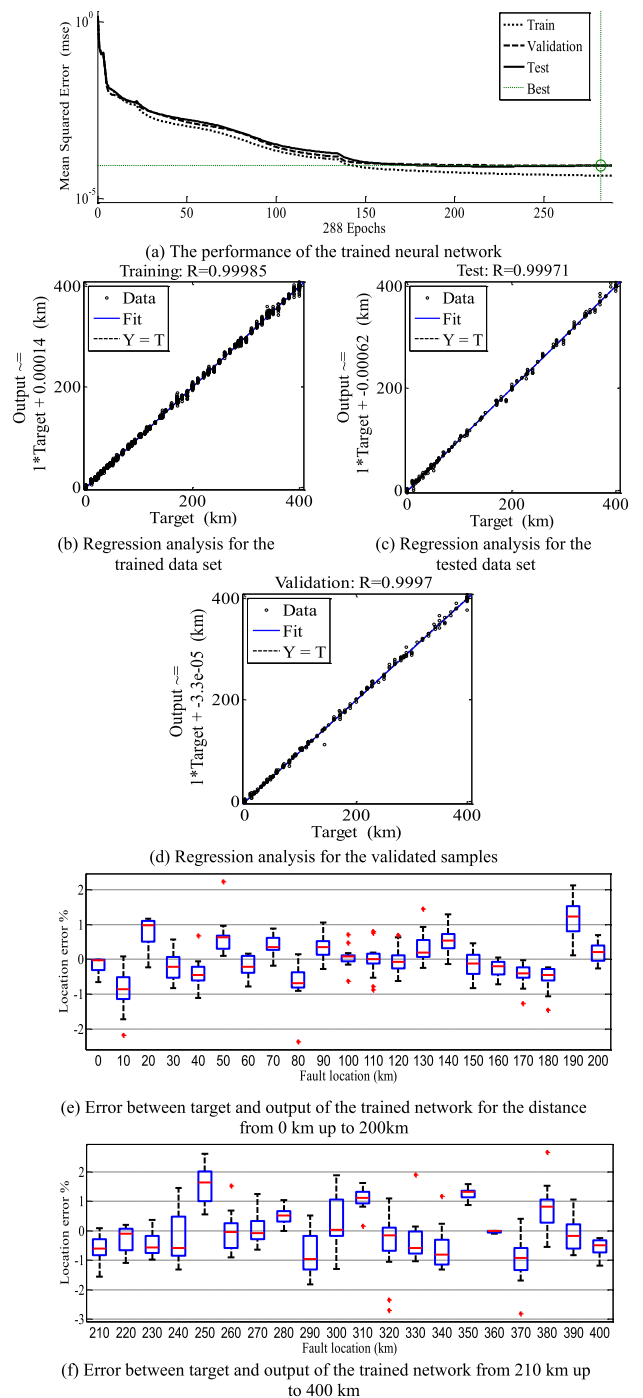 10^0
10^-5
Mean Squared Error (mse)
Train
Validation
Test
Best
0 50 100 150 200 250
288 Epochs
(a) The performance of the trained neural network
Training: R=0.99985
Output ~=
1*Target + 0.00014 (km)
400
200
0
Data
Fit
Y = T
0 200 400
Target (km)
(b) Regression analysis for the
trained data set
Test: R=0.99971
Output ~=
1*Target + -0.00062 (km)
400
200
0
Data
Fit
Y = T
0 200 400
Target (km)
(c) Regression analysis for the
tested data set
Validation: R=0.9997
Output ~=
1*Target + -3.3e-05 (km)
400
200
0
Data
Fit
Y = T
0 200 400
Target (km)
(d) Regression analysis for the validated samples
Location error %
2
1
0
-1
-2
0 10 20 30 40 50 60 70 80 90 100 110 120 130 140 150 160 170 180 190 200
Fault location (km)
(e) Error between target and output of the trained network for the distance
from 0 km up to 200km
Location error %
2
1
0
-1
-2
-3
210 220 230 240 250 260 270 280 290 300 310 320 330 340 350 360 370 380 390 400
Fault location (km)
(f) Error between target and output of the trained network from 210 km up
to 400 km